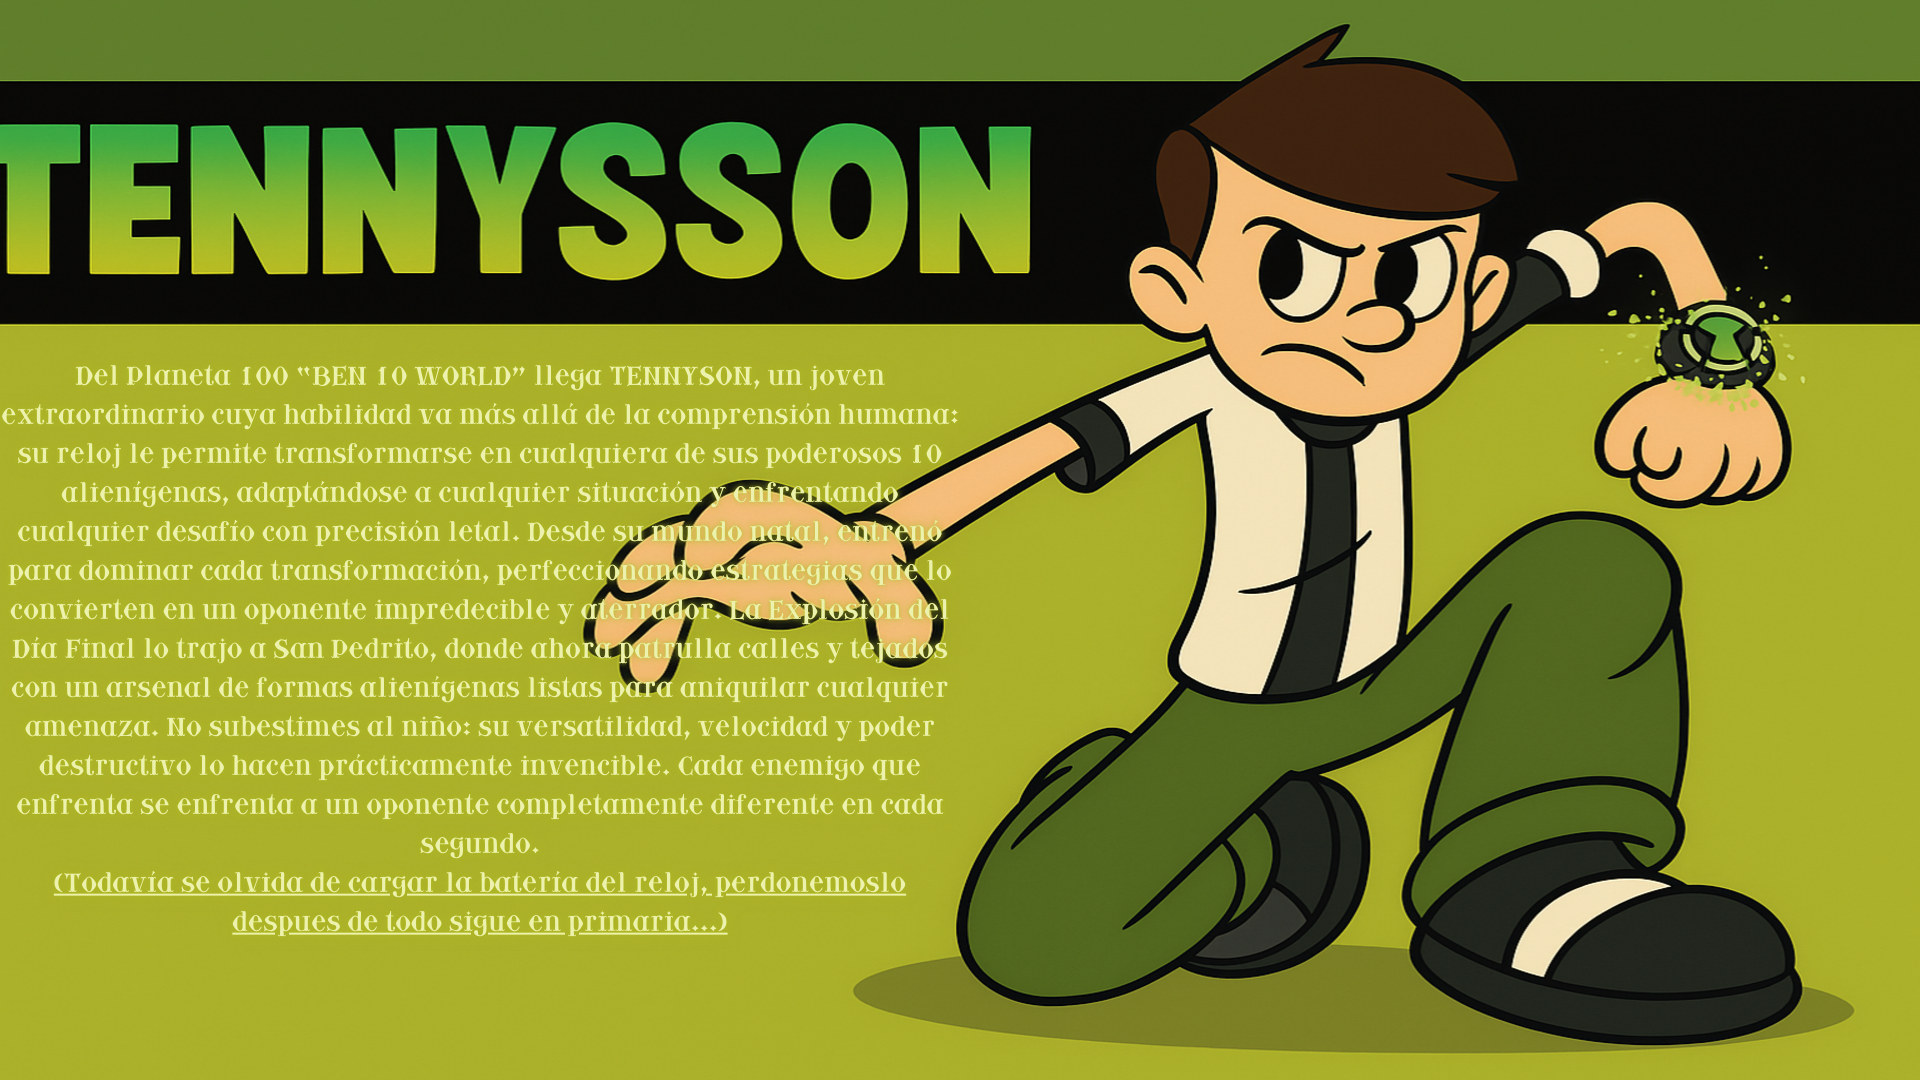 TENNYSSON
Del Planeta 100 “BEN 10 WORLD” llega TENNYSON, un joven
extraordinario cuya habilidad va más allá de la comprensión humana:
su reloj le permite transformarse en cualquiera de sus poderosos 10
alienígenas, adaptándose a cualquier situación y enfrentando
cualquier desafío con precisión letal. Desde su mundo natal, entrenó
para dominar cada transformación, perfeccionando estrategias que lo
convierten en un oponente impredecible y aterrador. La Explosión del
Día Final lo trajo a San Pedrito, donde ahora patrulla calles y tejados
con un arsenal de formas alienígenas listas para aniquilar cualquier
amenaza. No subestimes al niño: su versatilidad, velocidad y poder
destructivo lo hacen prácticamente invencible. Cada enemigo que
enfrenta se enfrenta a un oponente completamente diferente en cada
segundo.
(Todavía se olvida de cargar la batería del reloj, perdonemoslo
despues de todo sigue en primaria...)